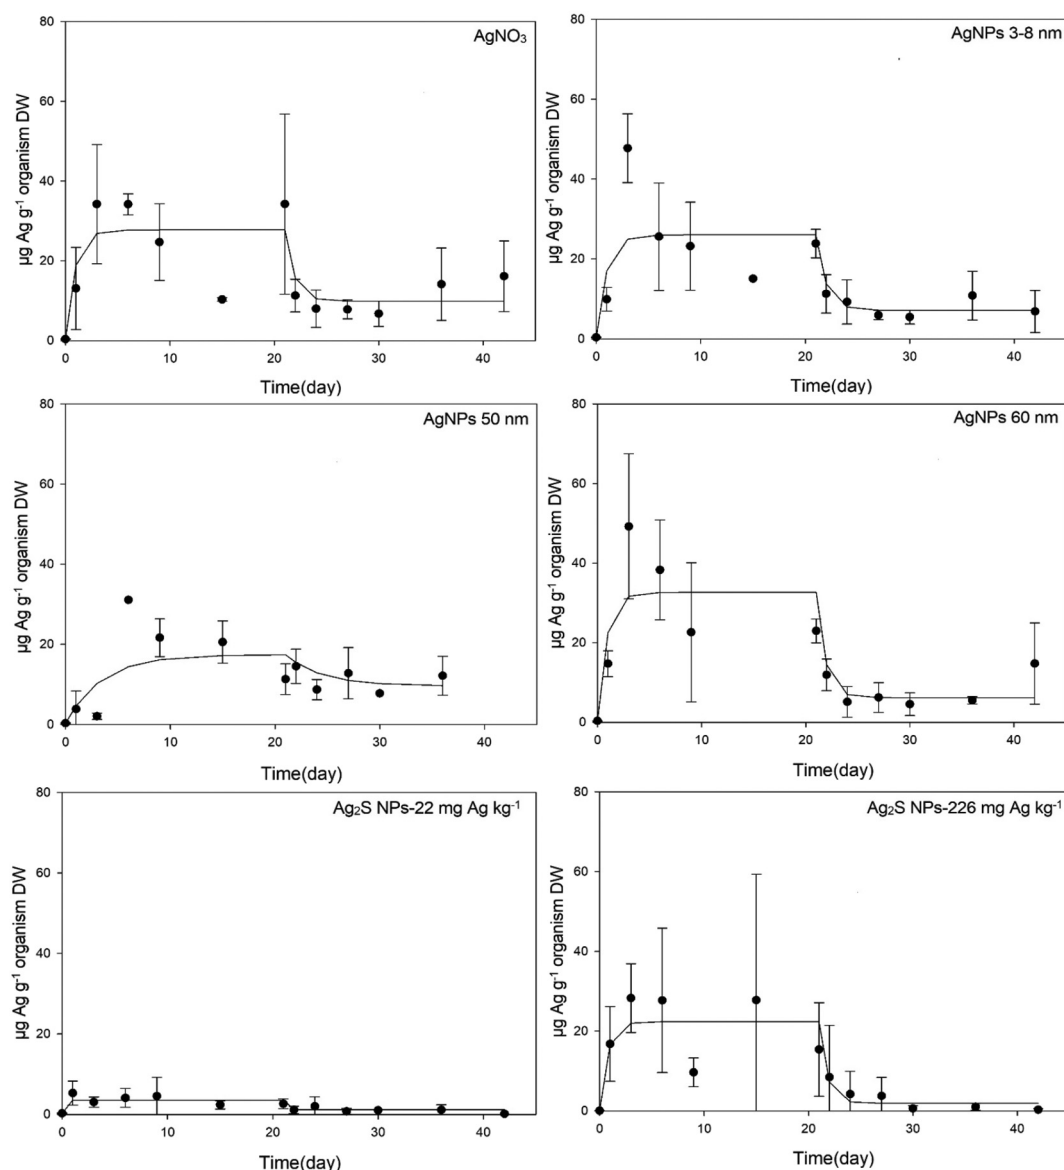 AgNO₃
80
60
40
20
0
µg Ag g⁻¹ organism DW
0 10 20 30 40
Time(day)
AgNPs 3-8 nm
80
60
40
20
0
µg Ag g⁻¹ organism DW
0 10 20 30 40
Time(day)
AgNPs 50 nm
80
60
40
20
0
µg Ag g⁻¹ organism DW
0 10 20 30 40
Time(day)
AgNPs 60 nm
80
60
40
20
0
µg Ag g⁻¹ organism DW
0 10 20 30 40
Time(day)
Ag₂S NPs-22 mg Ag kg⁻¹
80
60
40
20
0
µg Ag g⁻¹ organism DW
0 10 20 30 40
Time(day)
Ag₂S NPs-226 mg Ag kg⁻¹
80
60
40
20
0
µg Ag g⁻¹ organism DW
0 10 20 30 40
Time(day)